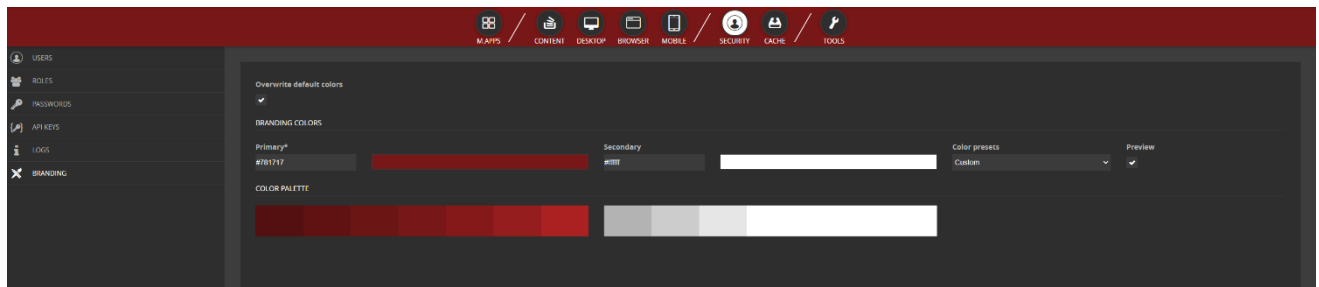 M.APPS CONTENT DESKTOP BROWSER MOBILE SECURITY CACHE TOOLS
USERS
ROLES
PASSWORDS
API KEYS
LOGS
BRANDING
Overwrite default colors
BRANDING COLORS
Primary* Secondary Color presets Preview
#781717 #ffffff Custom
COLOR PALETTE